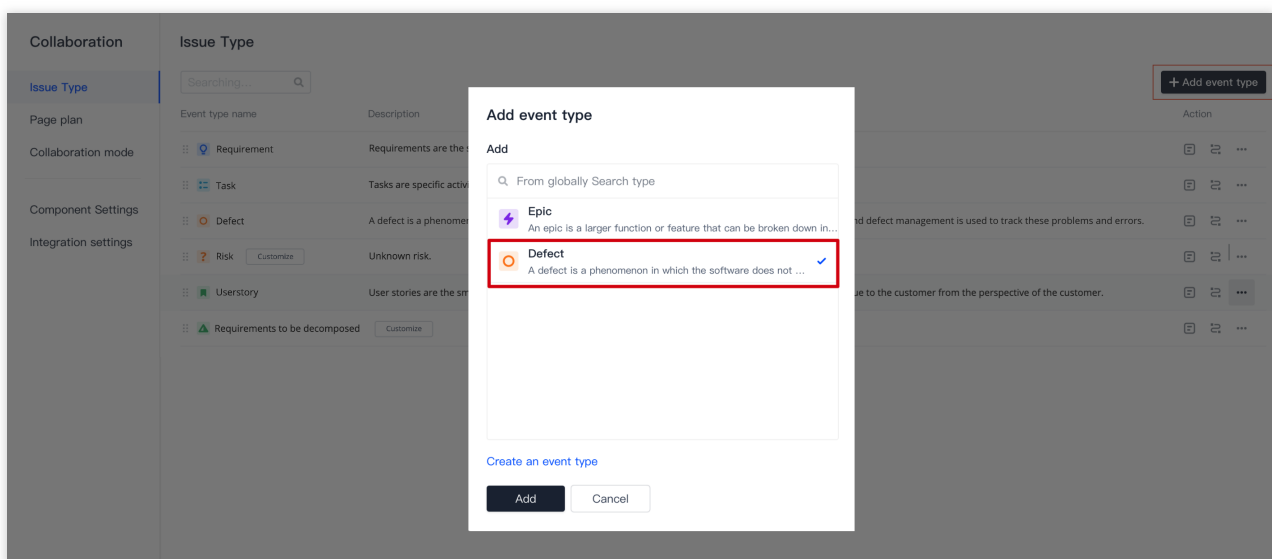 Collaboration
Issue Type
Page plan
Collaboration mode
Component Settings
Integration settings
Issue Type
Searching...
+ Add event type
Event type name Description Action
Requirement Requirements are the s
Task Tasks are specific activi
Defect A defect is a phenomen nd defect management is used to track these problems and errors.
Risk Customize Unknown risk.
Userstory User stories are the sm ue to the customer from the perspective of the customer.
Requirements to be decomposed Customize
Add event type
Add
From globally Search type
Epic
An epic is a larger function or feature that can be broken down in...
Defect
A defect is a phenomenon in which the software does not ...
Create an event type
Add Cancel